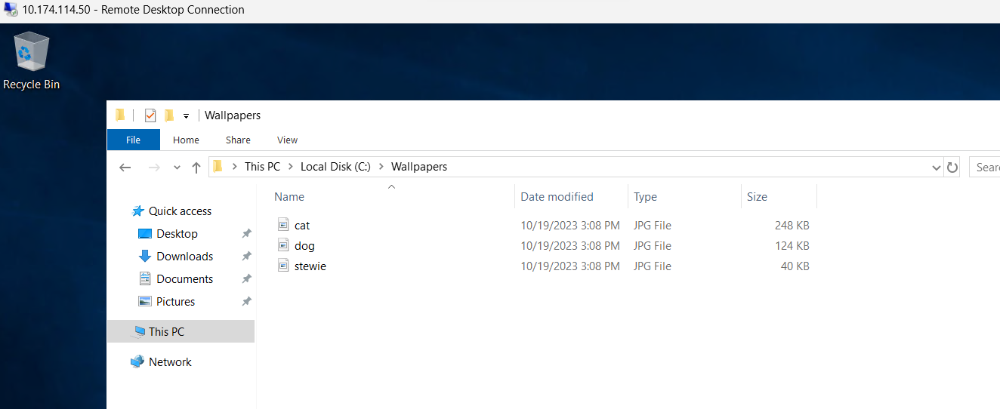 10.174.114.50 - Remote Desktop Connection
Recycle Bin
Wallpapers
File Home Share View
This PC Local Disk (C:) Wallpapers
Name Date modified Type Size
Quick access
Desktop
Downloads
Documents
Pictures
This PC
Network
cat 10/19/2023 3:08 PM JPG File 248 KB
dog 10/19/2023 3:08 PM JPG File 124 KB
stewie 10/19/2023 3:08 PM JPG File 40 KB